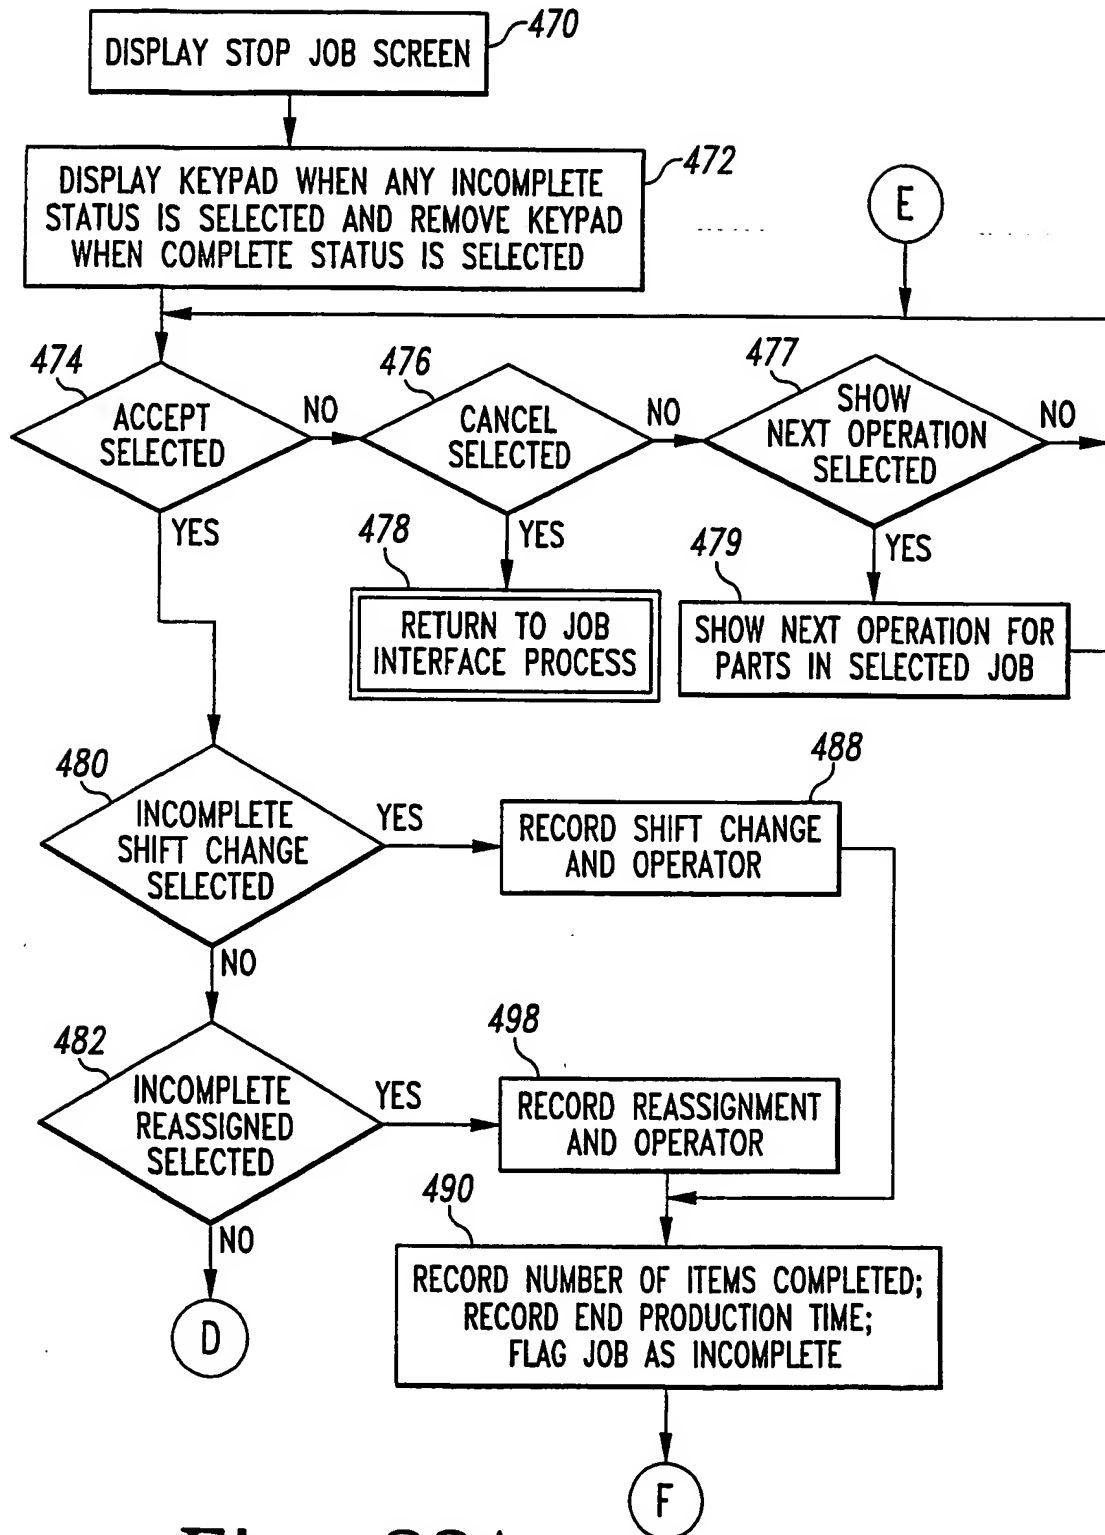 470
DISPLAY STOP JOB SCREEN
472
DISPLAY KEYPAD WHEN ANY INCOMPLETE
STATUS IS SELECTED AND REMOVE KEYPAD
WHEN COMPLETE STATUS IS SELECTED
E
474
ACCEPT
SELECTED
NO
YES
476
CANCEL
SELECTED
NO
YES
477
SHOW
NEXT OPERATION
SELECTED
NO
YES
478
RETURN TO JOB
INTERFACE PROCESS
479
SHOW NEXT OPERATION FOR
PARTS IN SELECTED JOB
480
INCOMPLETE
SHIFT CHANGE
SELECTED
YES
NO
488
RECORD SHIFT CHANGE
AND OPERATOR
482
INCOMPLETE
REASSIGNED
SELECTED
YES
NO
498
RECORD REASSIGNMENT
AND OPERATOR
490
RECORD NUMBER OF ITEMS COMPLETED;
RECORD END PRODUCTION TIME;
FLAG JOB AS INCOMPLETE
D
F